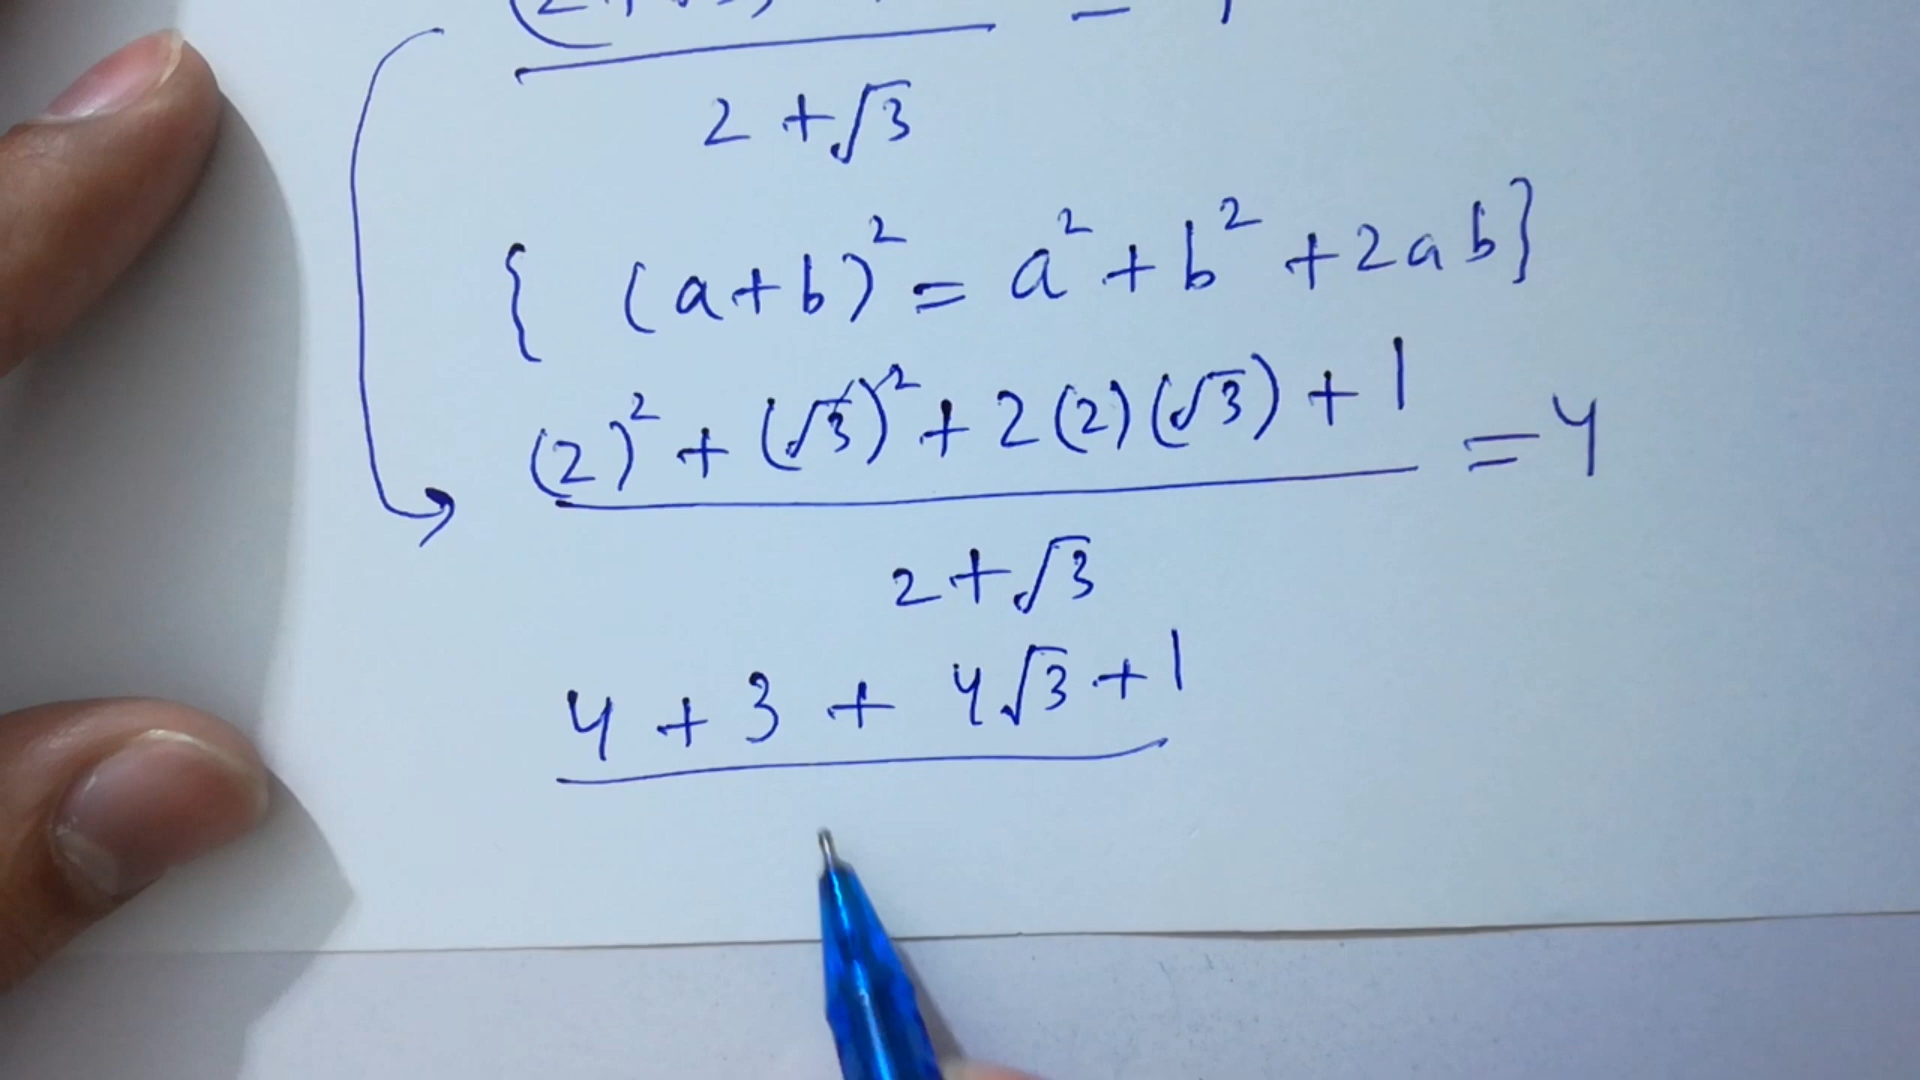 2 + √3
{ (a+b)² = a² + b² + 2ab}
(2)² + (√3)² + 2(2)(√3) + 1 = 4
2 + √3
4 + 3 + 4√3 + 1